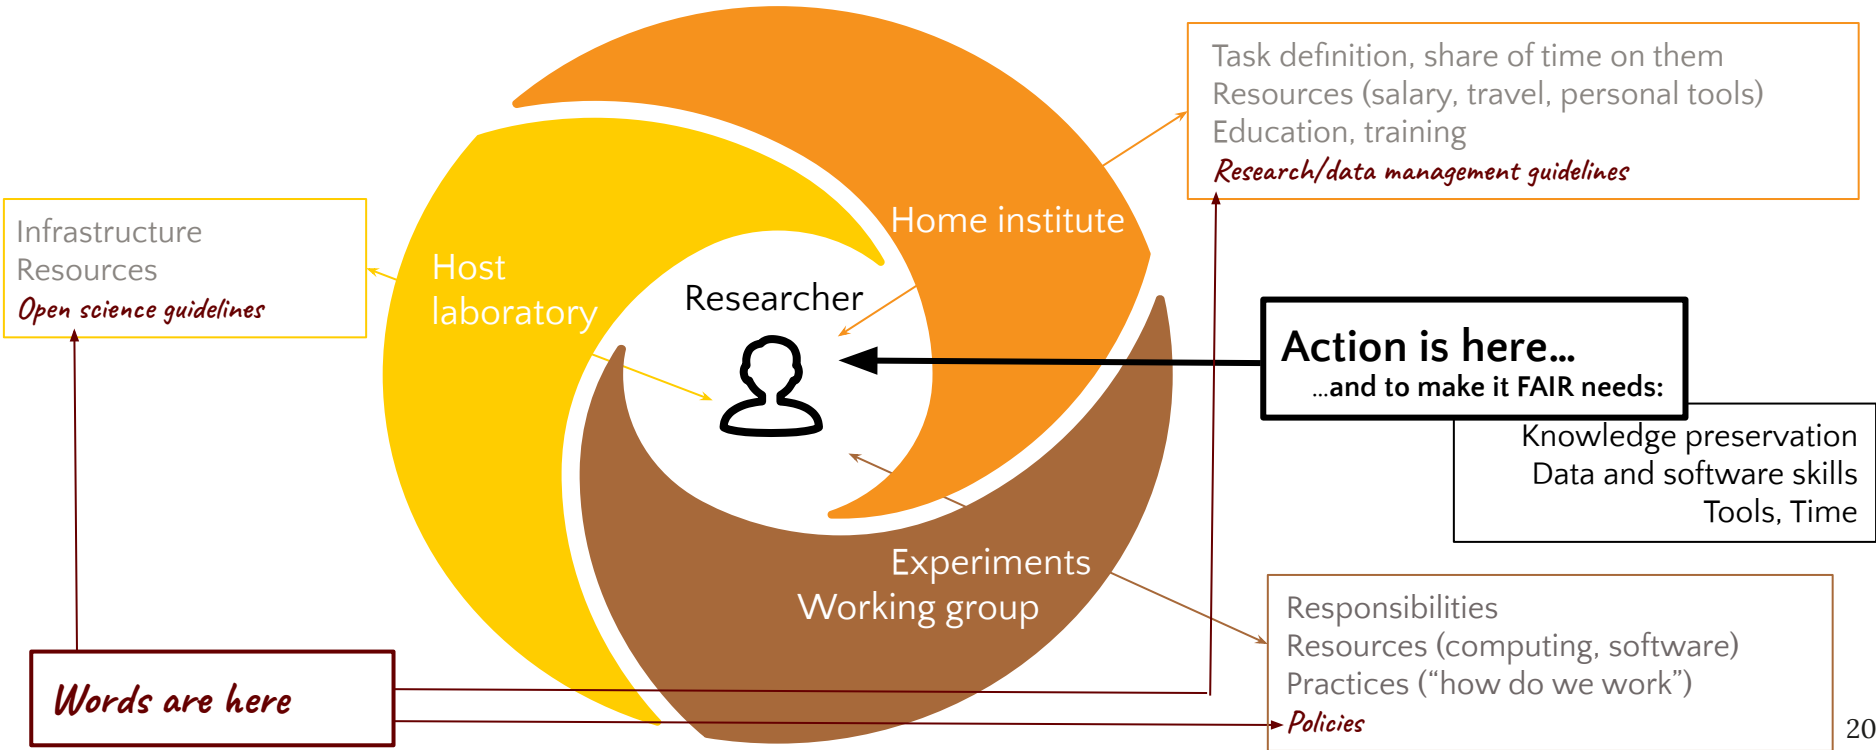 Task definition, share of time on them
Resources (salary, travel, personal tools)
Education, training
Research/data management guidelines
Home institute
Infrastructure
Resources
Open science guidelines
Host
laboratory
Researcher
Action is here...
...and to make it FAIR needs:
Knowledge preservation
Data and software skills
Tools, Time
Experiments
Working group
Responsibilities
Resources (computing, software)
Practices (“how do we work”)
Policies
Words are here
20